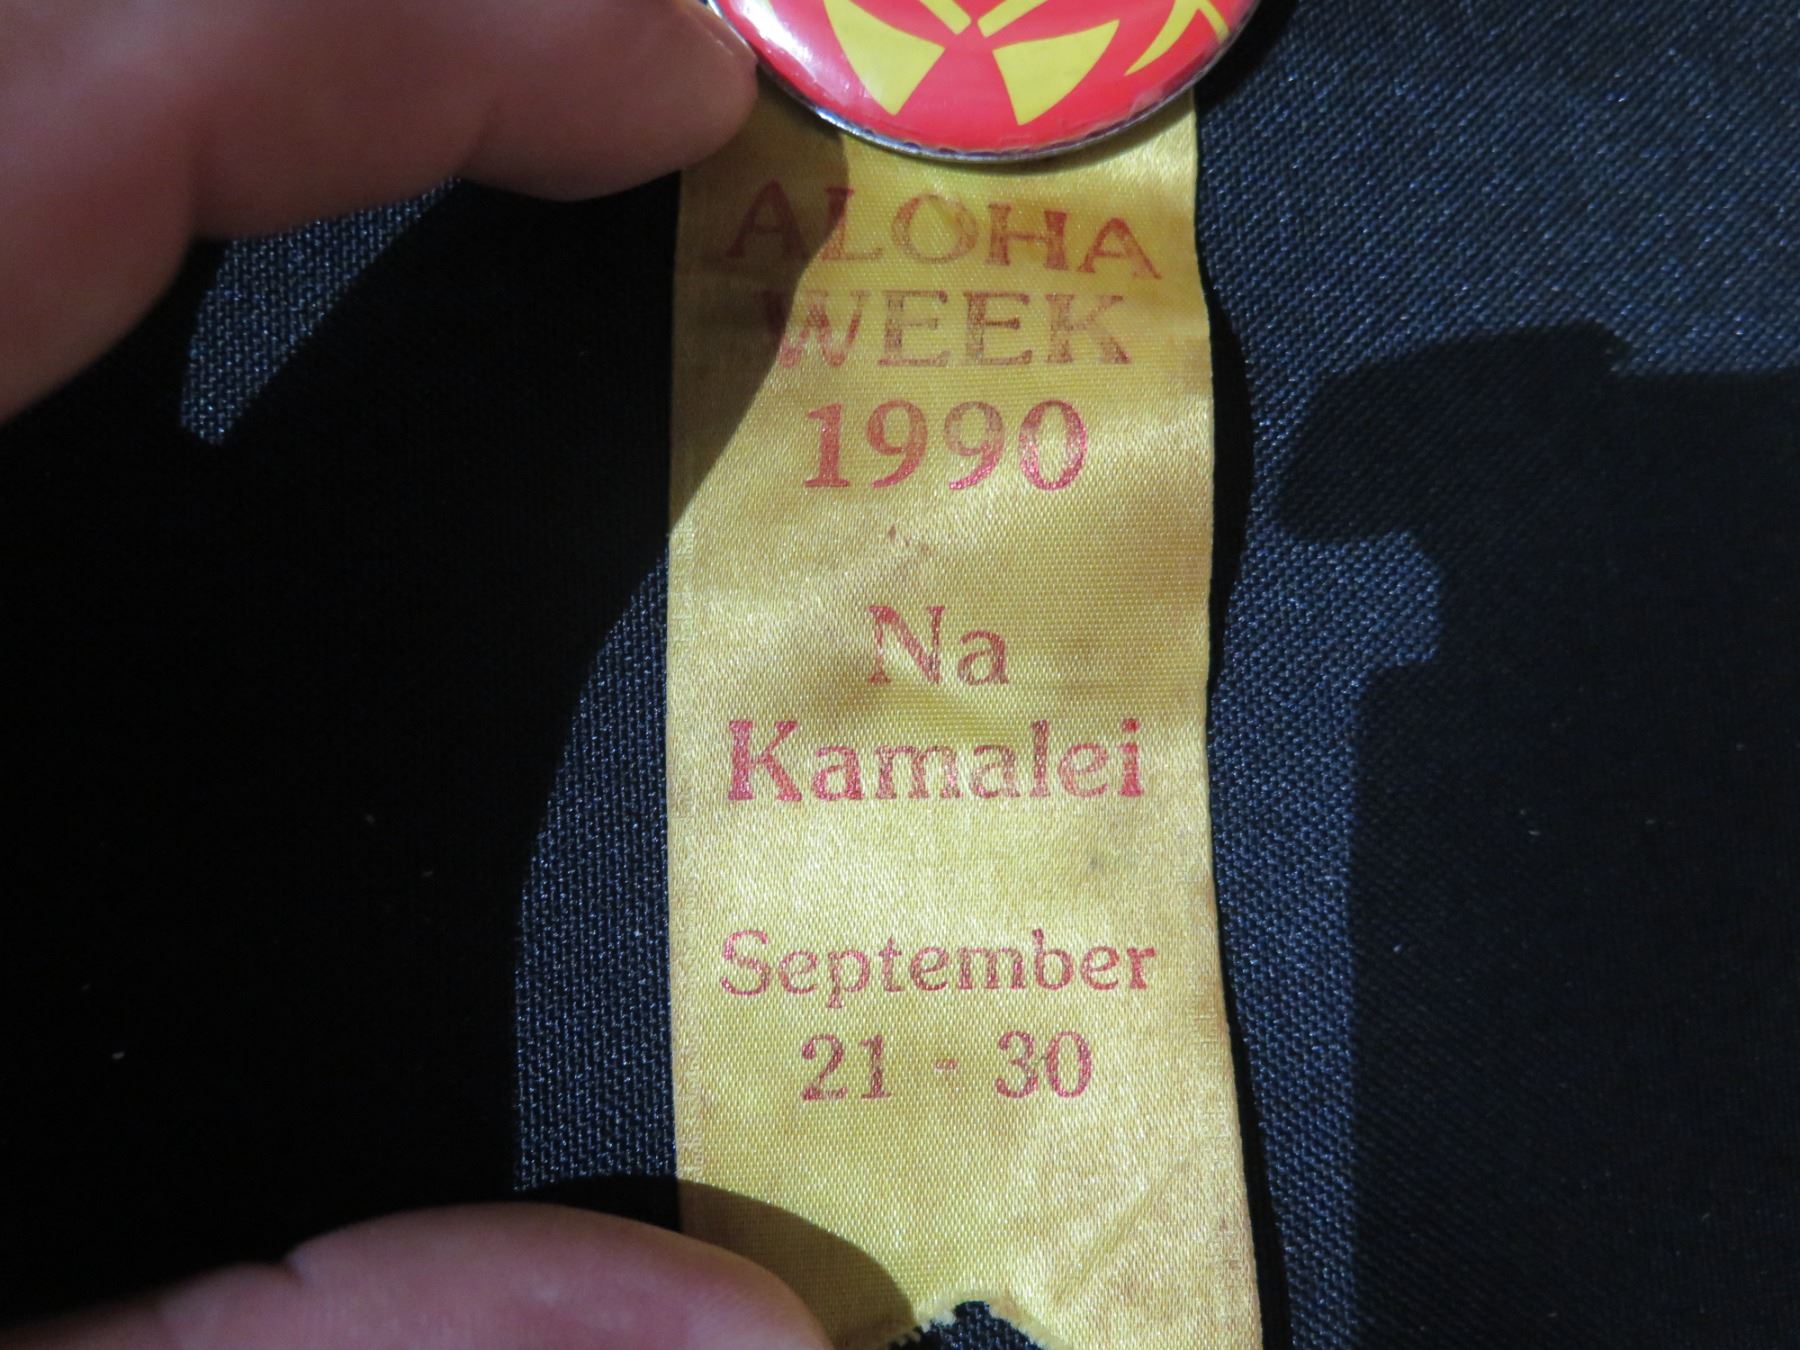 ALOHA
WEEK
1990
Na
Kamalei
September
21 - 30